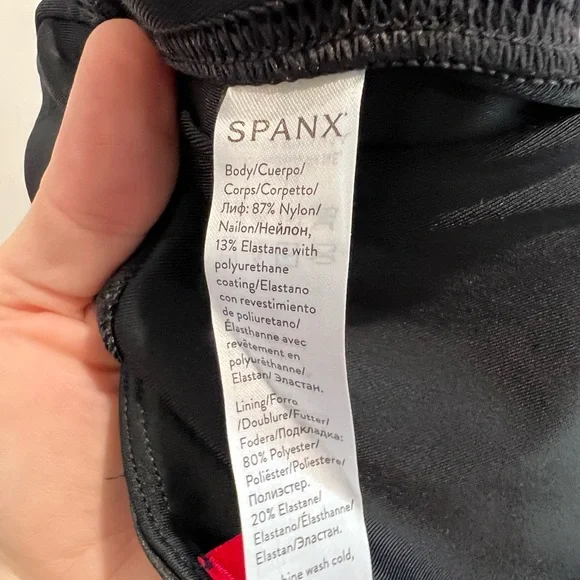 SPANX
Body/Cuerpo/
Corps/Corpetto/
Лиф: 87% Nylon/
Nailon/Нейлон,
13% Elastane with
polyurethane
coating/Elastano
con revestimiento
de poliuretano/
Élasthanne avec
revêtement en
polyuréthanne/
Elastan/ Эластан.
Lining/Forro
/Doublure/Futter/
Fodera/Подкладка:
80% Polyester/
Poliéster/Poliestere/
Полиэстер.
20% Elastane/
Elastano/Élasthanne/
Elastan/Эластан.
wash cold,